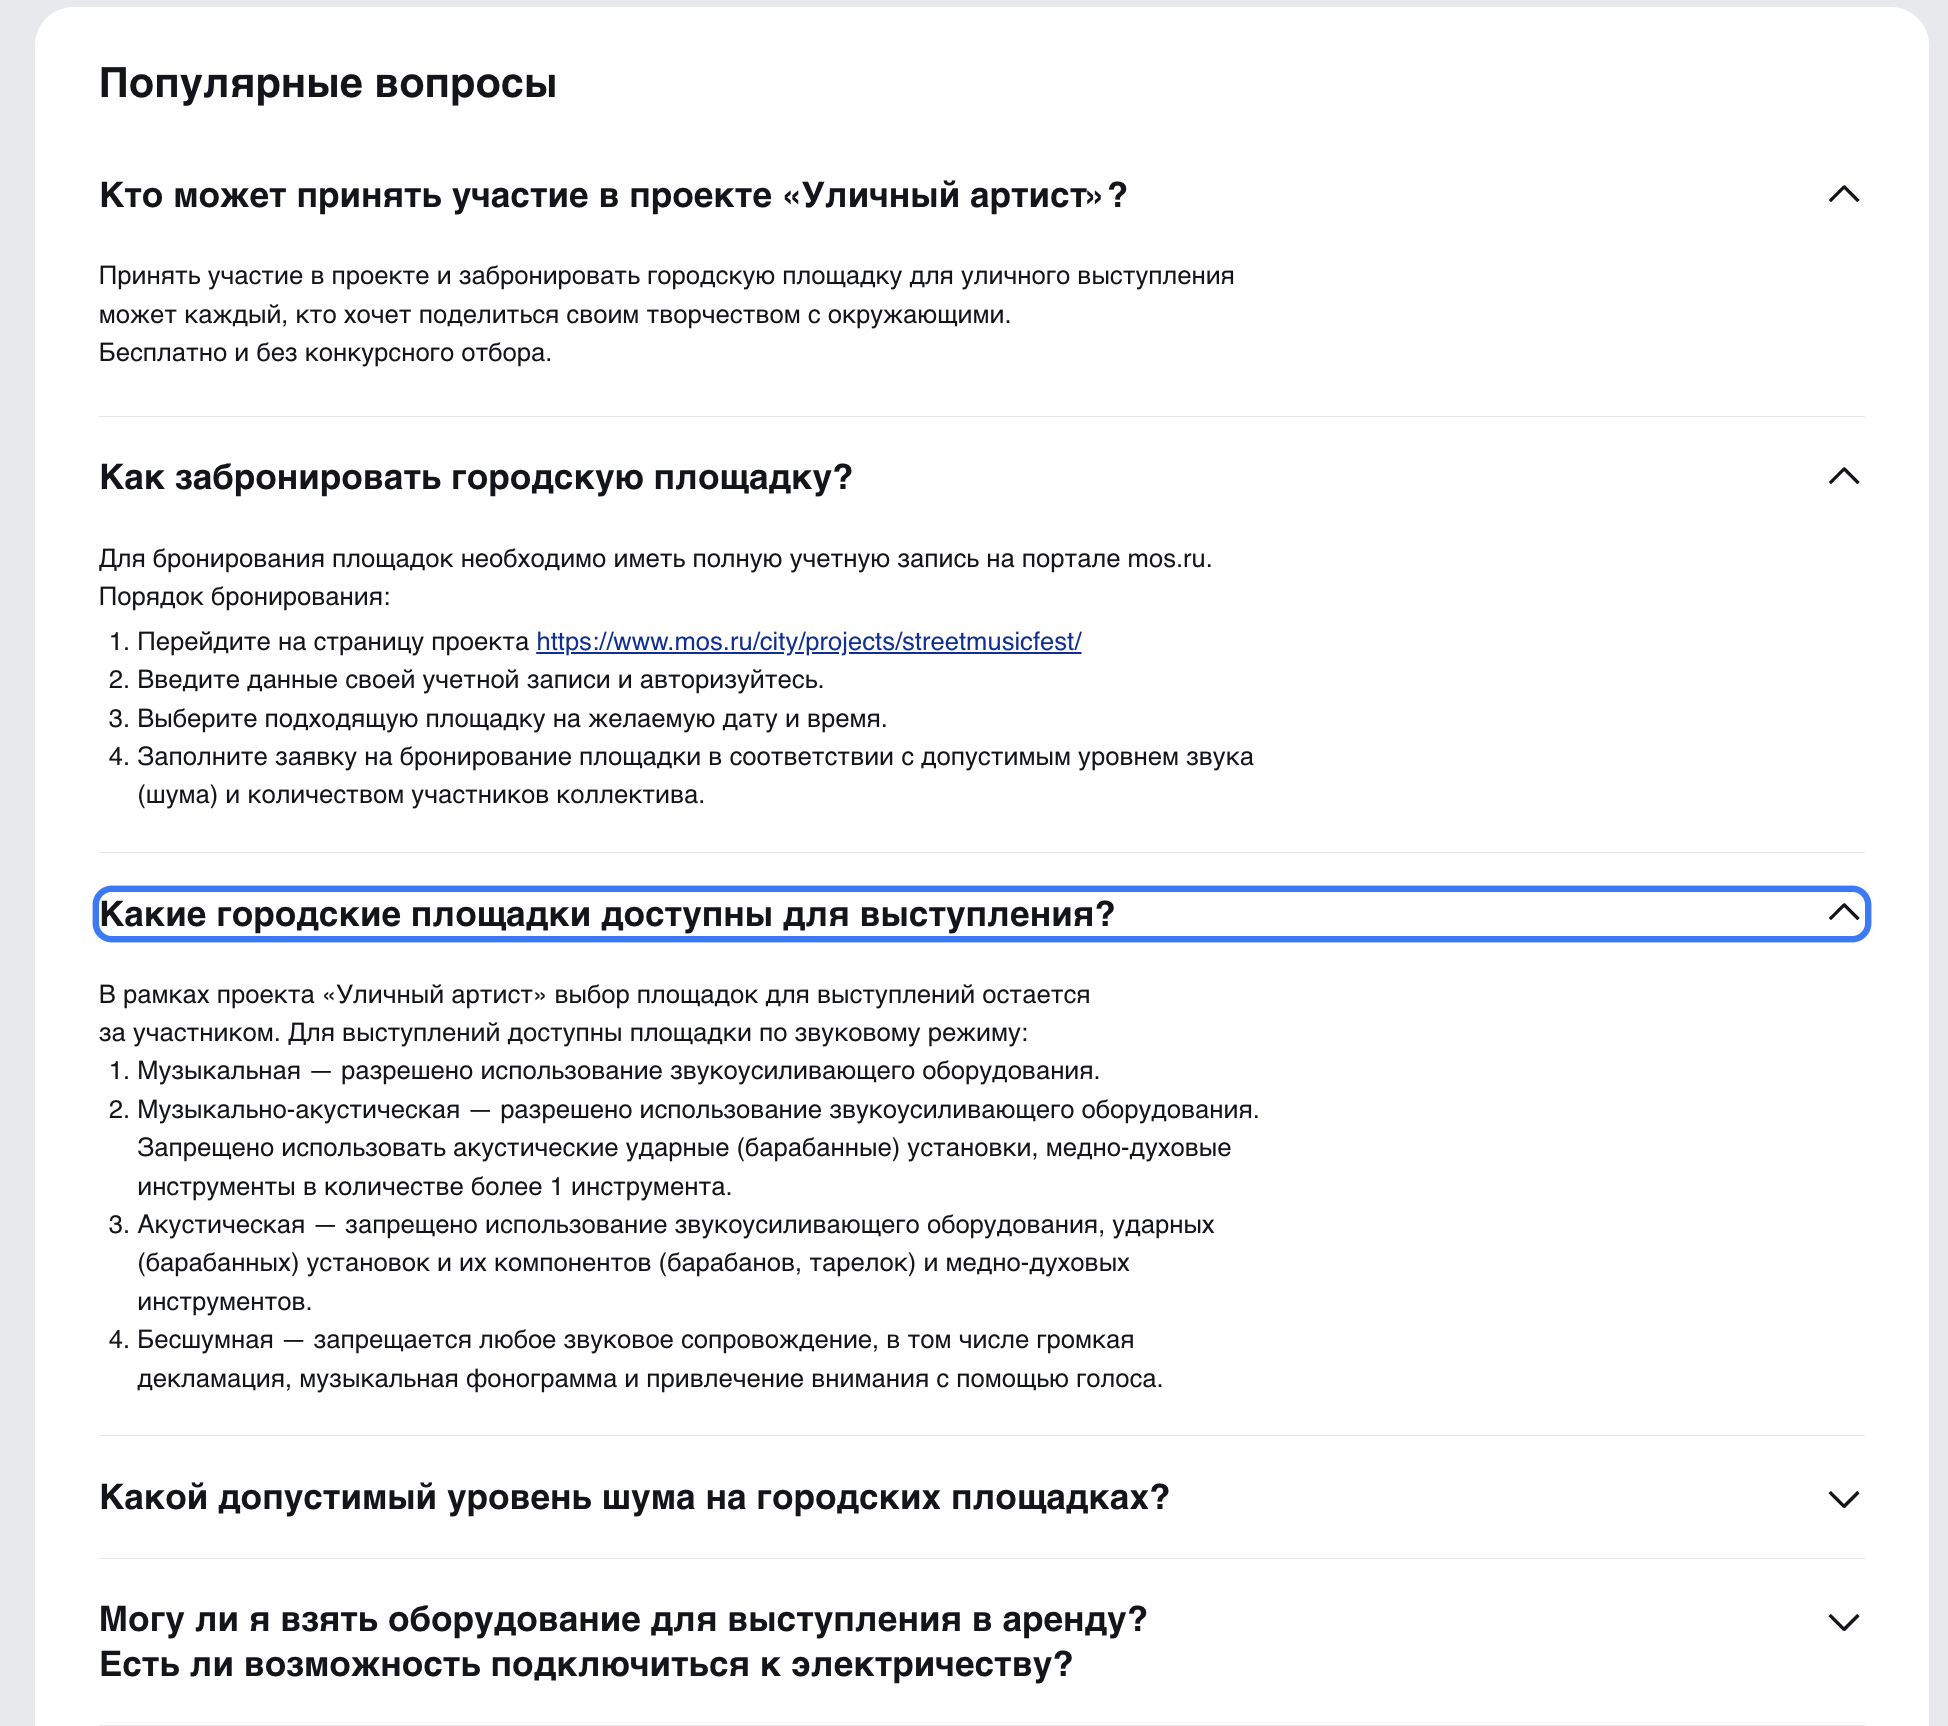 Популярные вопросы
Кто может принять участие в проекте «Уличный артист»?
Принять участие в проекте и забронировать городскую площадку для уличного выступления
может каждый, кто хочет поделиться своим творчеством с окружающими.
Бесплатно и без конкурсного отбора.
Как забронировать городскую площадку?
Для бронирования площадок необходимо иметь полную учетную запись на портале mos.ru.
Порядок бронирования:
1. Перейдите на страницу проекта https://www.mos.ru/city/projects/streetmusicfest/
2. Введите данные своей учетной записи и авторизуйтесь.
3. Выберите подходящую площадку на желаемую дату и время.
4. Заполните заявку на бронирование площадки в соответствии с допустимым уровнем звука
(шума) и количеством участников коллектива.
Какие городские площадки доступны для выступления?
В рамках проекта «Уличный артист» выбор площадок для выступлений остается
за участником. Для выступлений доступны площадки по звуковому режиму:
1. Музыкальная — разрешено использование звукоусиливающего оборудования.
2. Музыкально-акустическая — разрешено использование звукоусиливающего оборудования.
Запрещено использовать акустические ударные (барабанные) установки, медно-духовые
инструменты в количестве более 1 инструмента.
3. Акустическая — запрещено использование звукоусиливающего оборудования, ударных
(барабанных) установок и их компонентов (барабанов, тарелок) и медно-духовых
инструментов.
4. Бесшумная — запрещается любое звуковое сопровождение, в том числе громкая
декламация, музыкальная фонограмма и привлечение внимания с помощью голоса.
Какой допустимый уровень шума на городских площадках?
Могу ли я взять оборудование для выступления в аренду?
Есть ли возможность подключиться к электричеству?